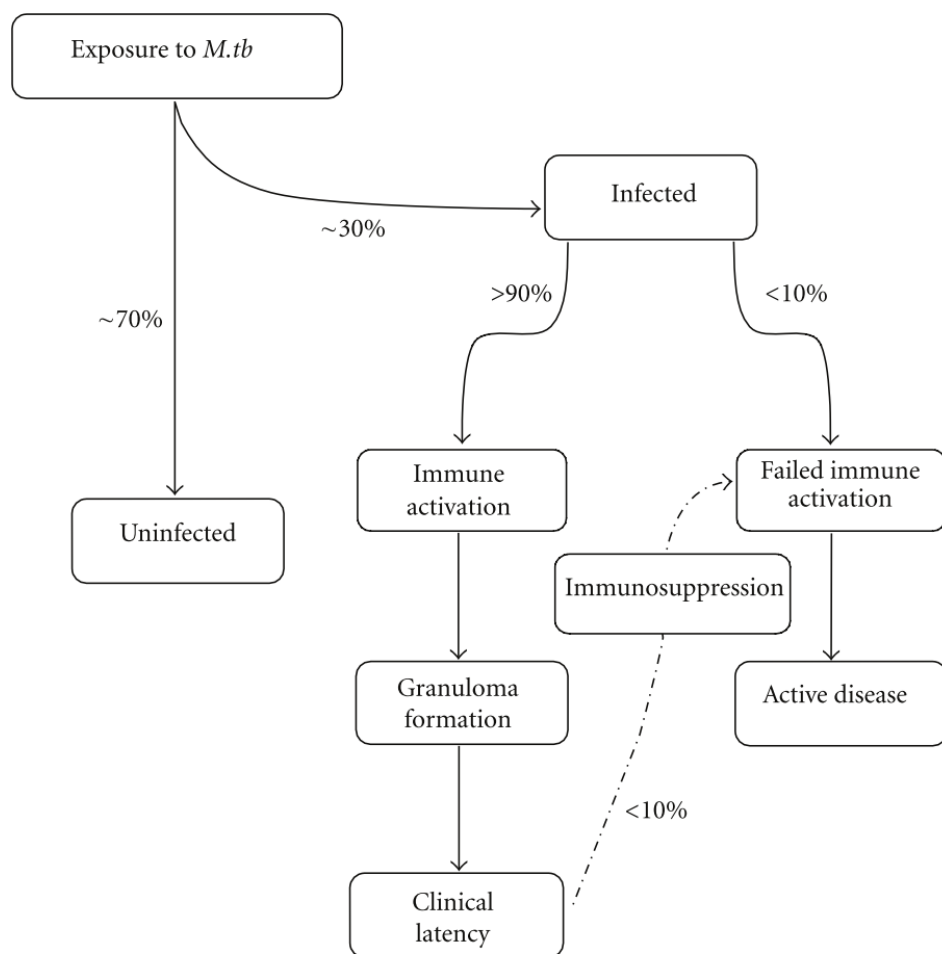 Exposure to M.tb
Infected
~30%
>90%
<10%
~70%
Immune
activation
Failed immune
activation
Uninfected
Immunosuppression
Granuloma
formation
Active disease
<10%
Clinical
latency